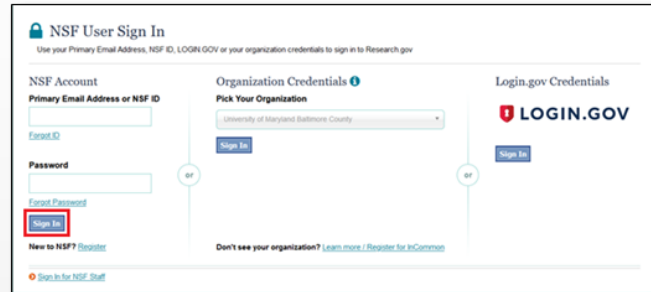 NSF User Sign In
Use your Primary Email Address, NSF ID, LOGIN.GOV or your organization credentials to sign in to Research.gov
NSF Account
Primary Email Address or NSF ID
Forgot ID
Password
Forgot Password
Sign In
New to NSF? Register
or
Organization Credentials
Pick Your Organization
University of Maryland Baltimore County
Sign In
Don't see your organization? Learn more / Register for InCommon
or
Login.gov Credentials
LOGIN.GOV
Sign In
Sign In for NSF Staff